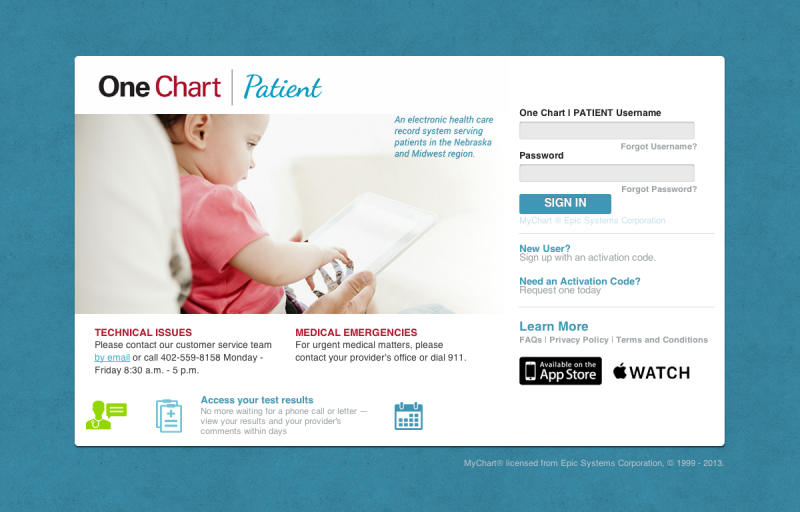 One Chart | Patient
An electronic health care
record system serving
patients in the Nebraska
and Midwest region.
One Chart | PATIENT Username
Forgot Username?
Password
Forgot Password?
SIGN IN
MyChart ® Epic Systems Corporation
New User?
Sign up with an activation code.
Need an Activation Code?
Request one today
Learn More
FAQs | Privacy Policy | Terms and Conditions
Available on the
App Store
WATCH
TECHNICAL ISSUES
Please contact our customer service team
by email or call 402-559-8158 Monday -
Friday 8:30 a.m. - 5 p.m.
MEDICAL EMERGENCIES
For urgent medical matters, please
contact your provider's office or dial 911.
Access your test results
No more waiting for a phone call or letter —
view your results and your provider's
comments within days
MyChart® licensed from Epic Systems Corporation, © 1999 - 2013.